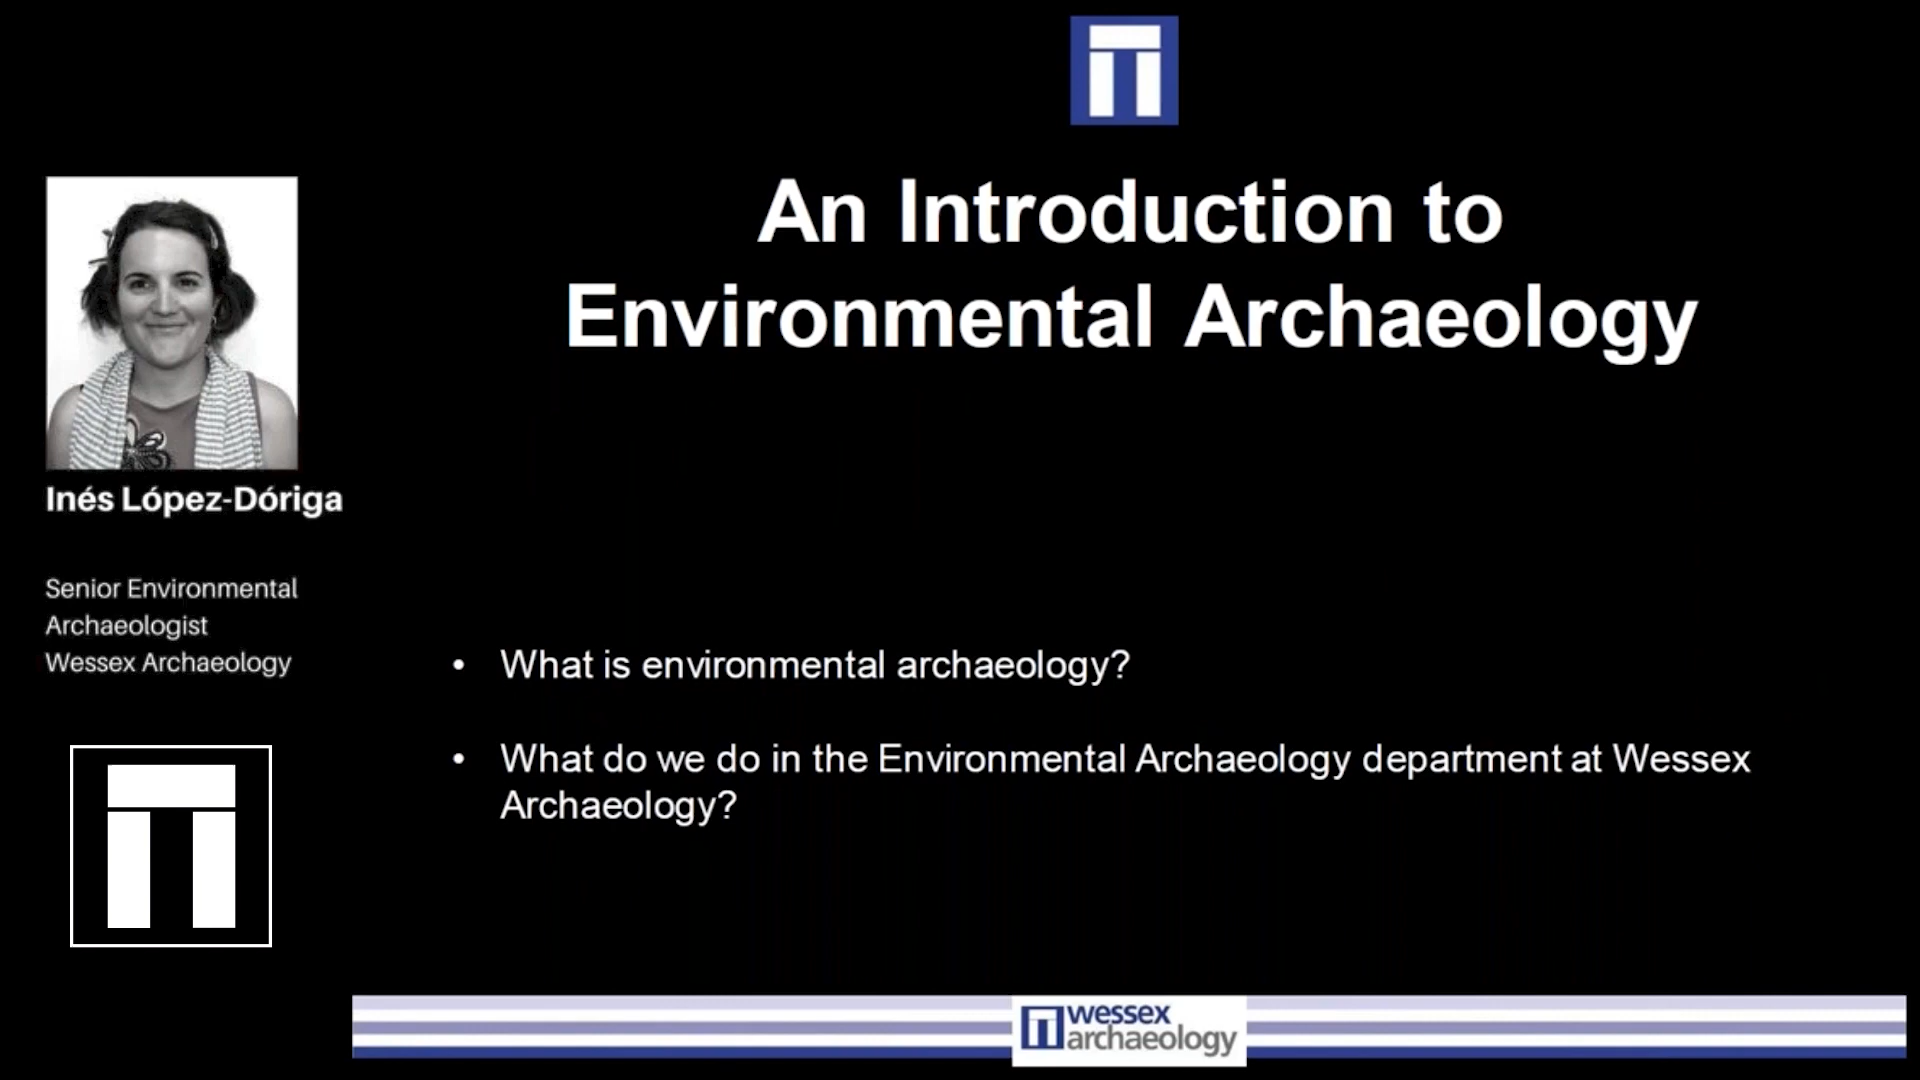 An Introduction to
Environmental Archaeology
Inés López-Dóriga
Senior Environmental
Archaeologist
Wessex Archaeology
• What is environmental archaeology?
• What do we do in the Environmental Archaeology department at Wessex
Archaeology?
wessex
archaeology